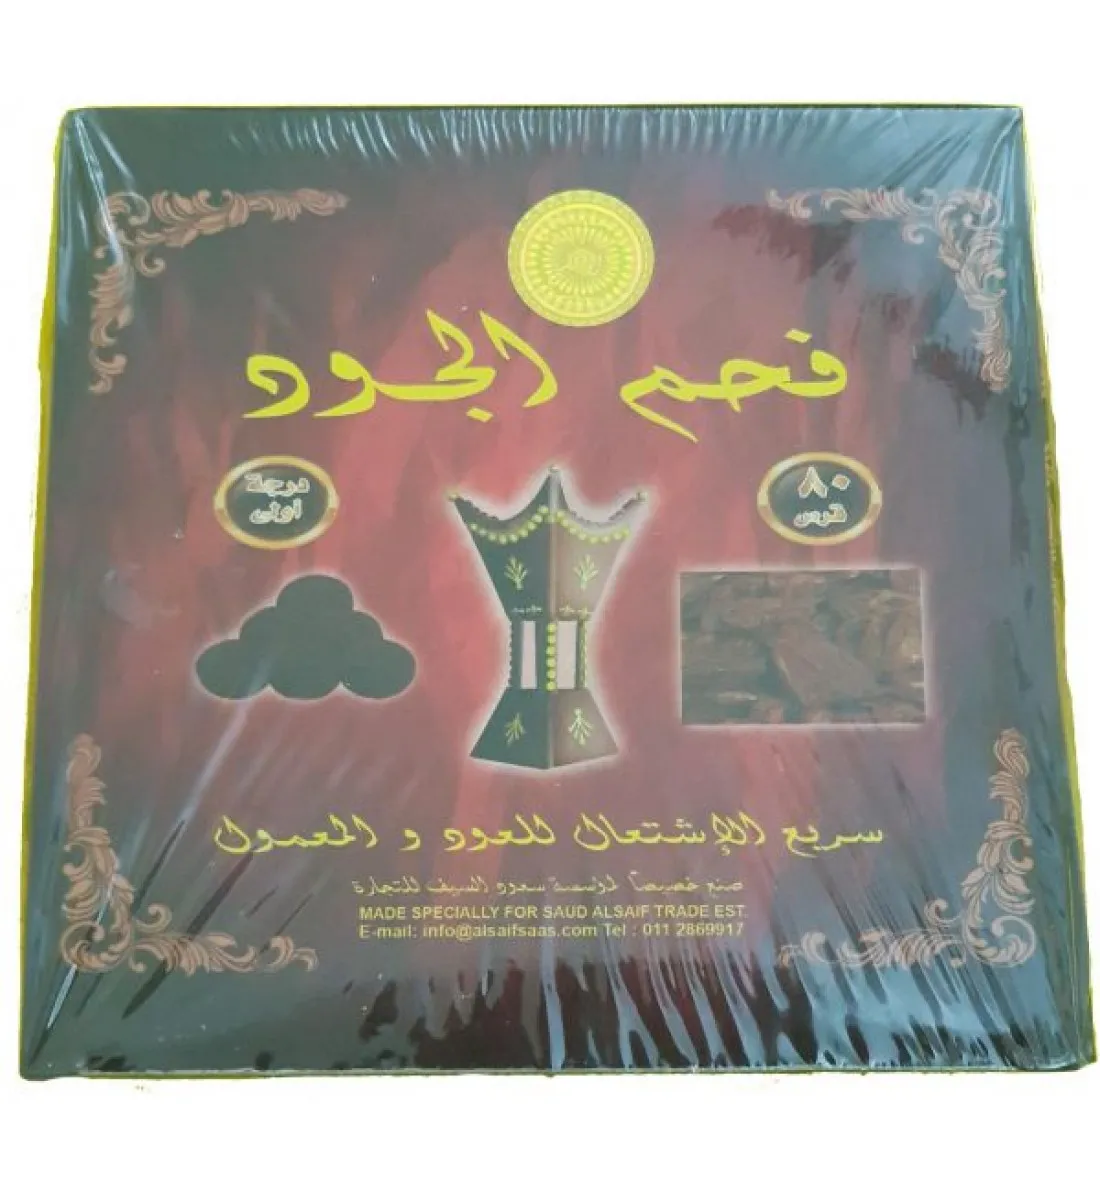 فحم الجود
٨٠
قرص
درجة
أولى
سريع الإشتعال للعود و المعمول
صنع خصيصاً لمؤسسة سعود السيف للتجارة
MADE SPECIALLY FOR SAUD ALSAIF TRADE EST.
E-mail: info@alsaifsaas.com Tel : 011 2869917